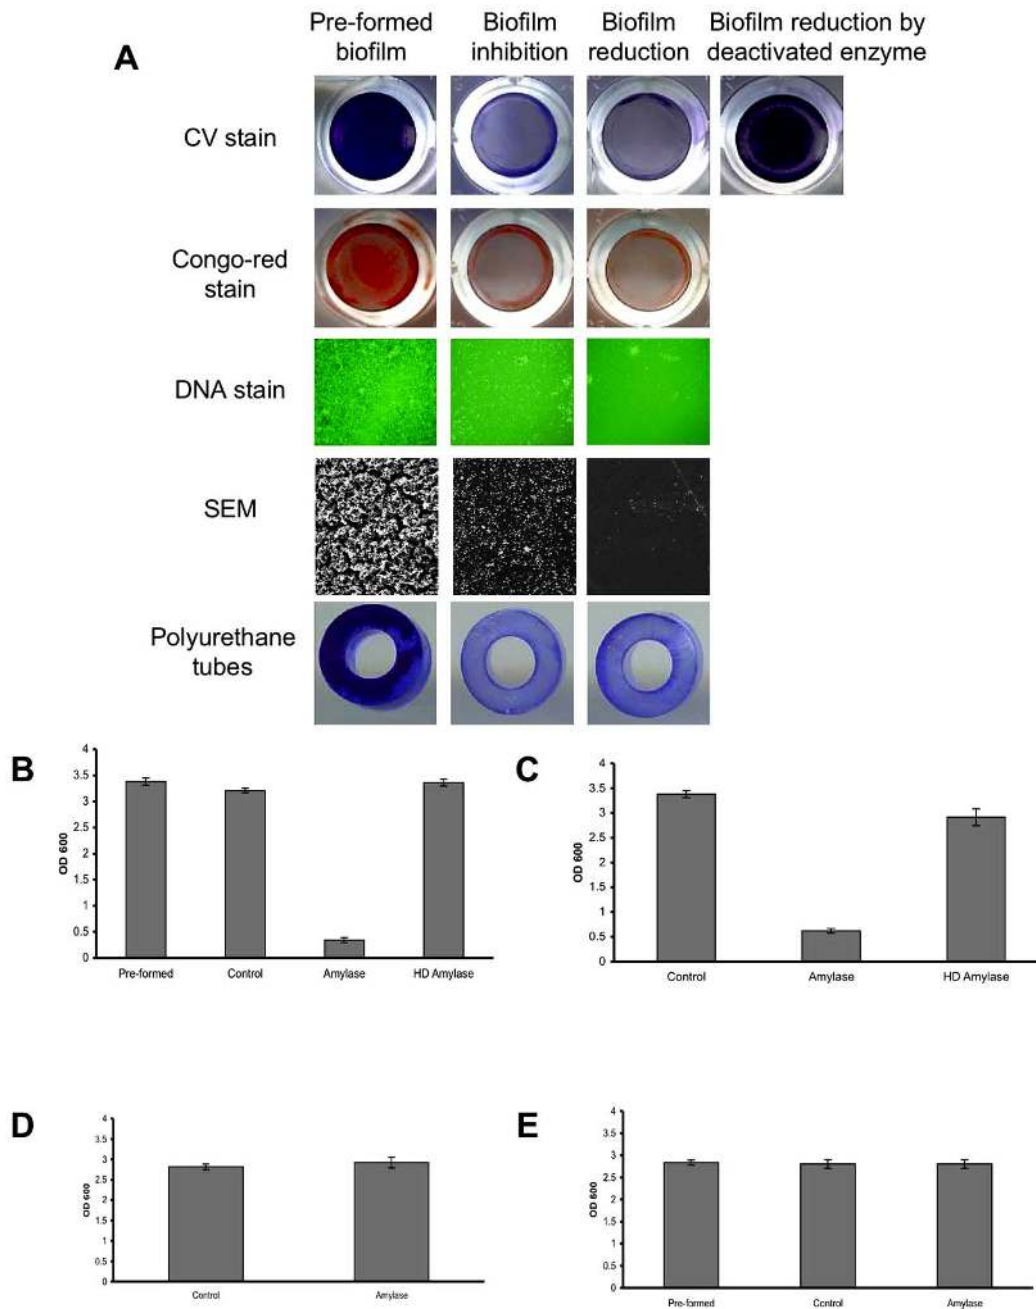 A
Pre-formed
biofilm
Biofilm
inhibition
Biofilm
reduction
Biofilm reduction by
deactivated enzyme
CV stain
Congo-red
stain
DNA stain
SEM
Polyurethane
tubes
B
OD 600
4
3.5
3
2.5
2
1.5
1
0.5
0
Pre-formed
Control
Amylase
HD Amylase
C
OD 600
4
3.5
3
2.5
2
1.5
1
0.5
0
Control
Amylase
HD Amylase
D
OD 600
4
3.5
3
2.5
2
1.5
1
0.5
0
Control
Amylase
E
OD 600
4
3.5
3
2.5
2
1.5
1
0.5
0
Pre-formed
Control
Amylase